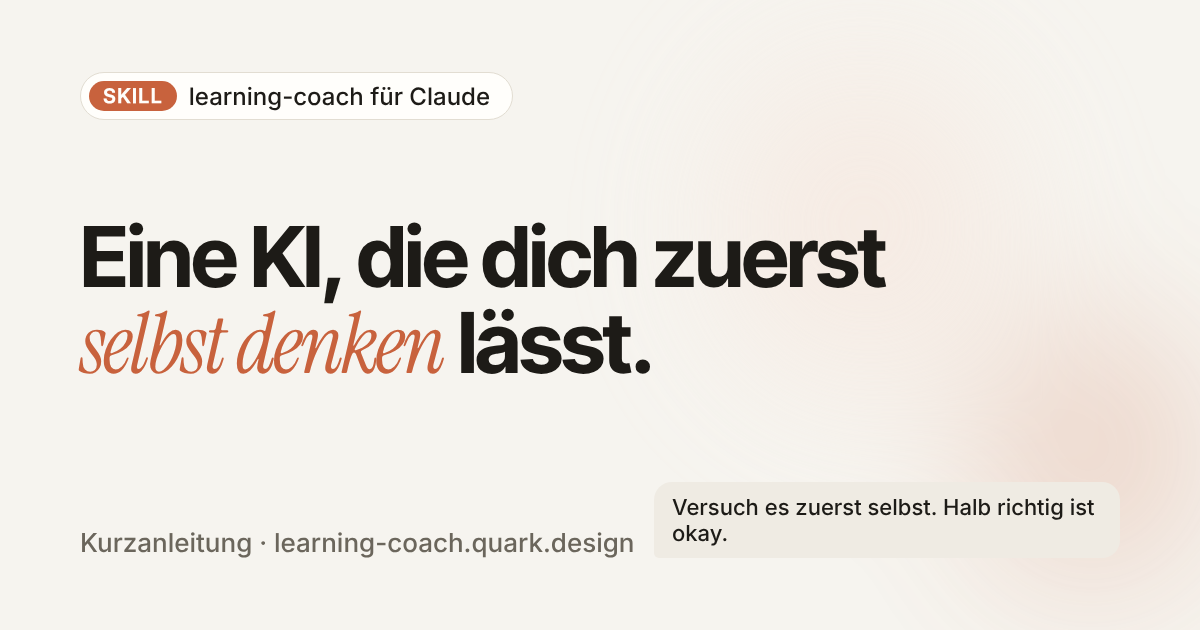 SKILL learning-coach für Claude
Eine KI, die dich zuerst
selbst denken lässt.
Kurzanleitung · learning-coach.quark.design
Versuch es zuerst selbst. Halb richtig ist
okay.